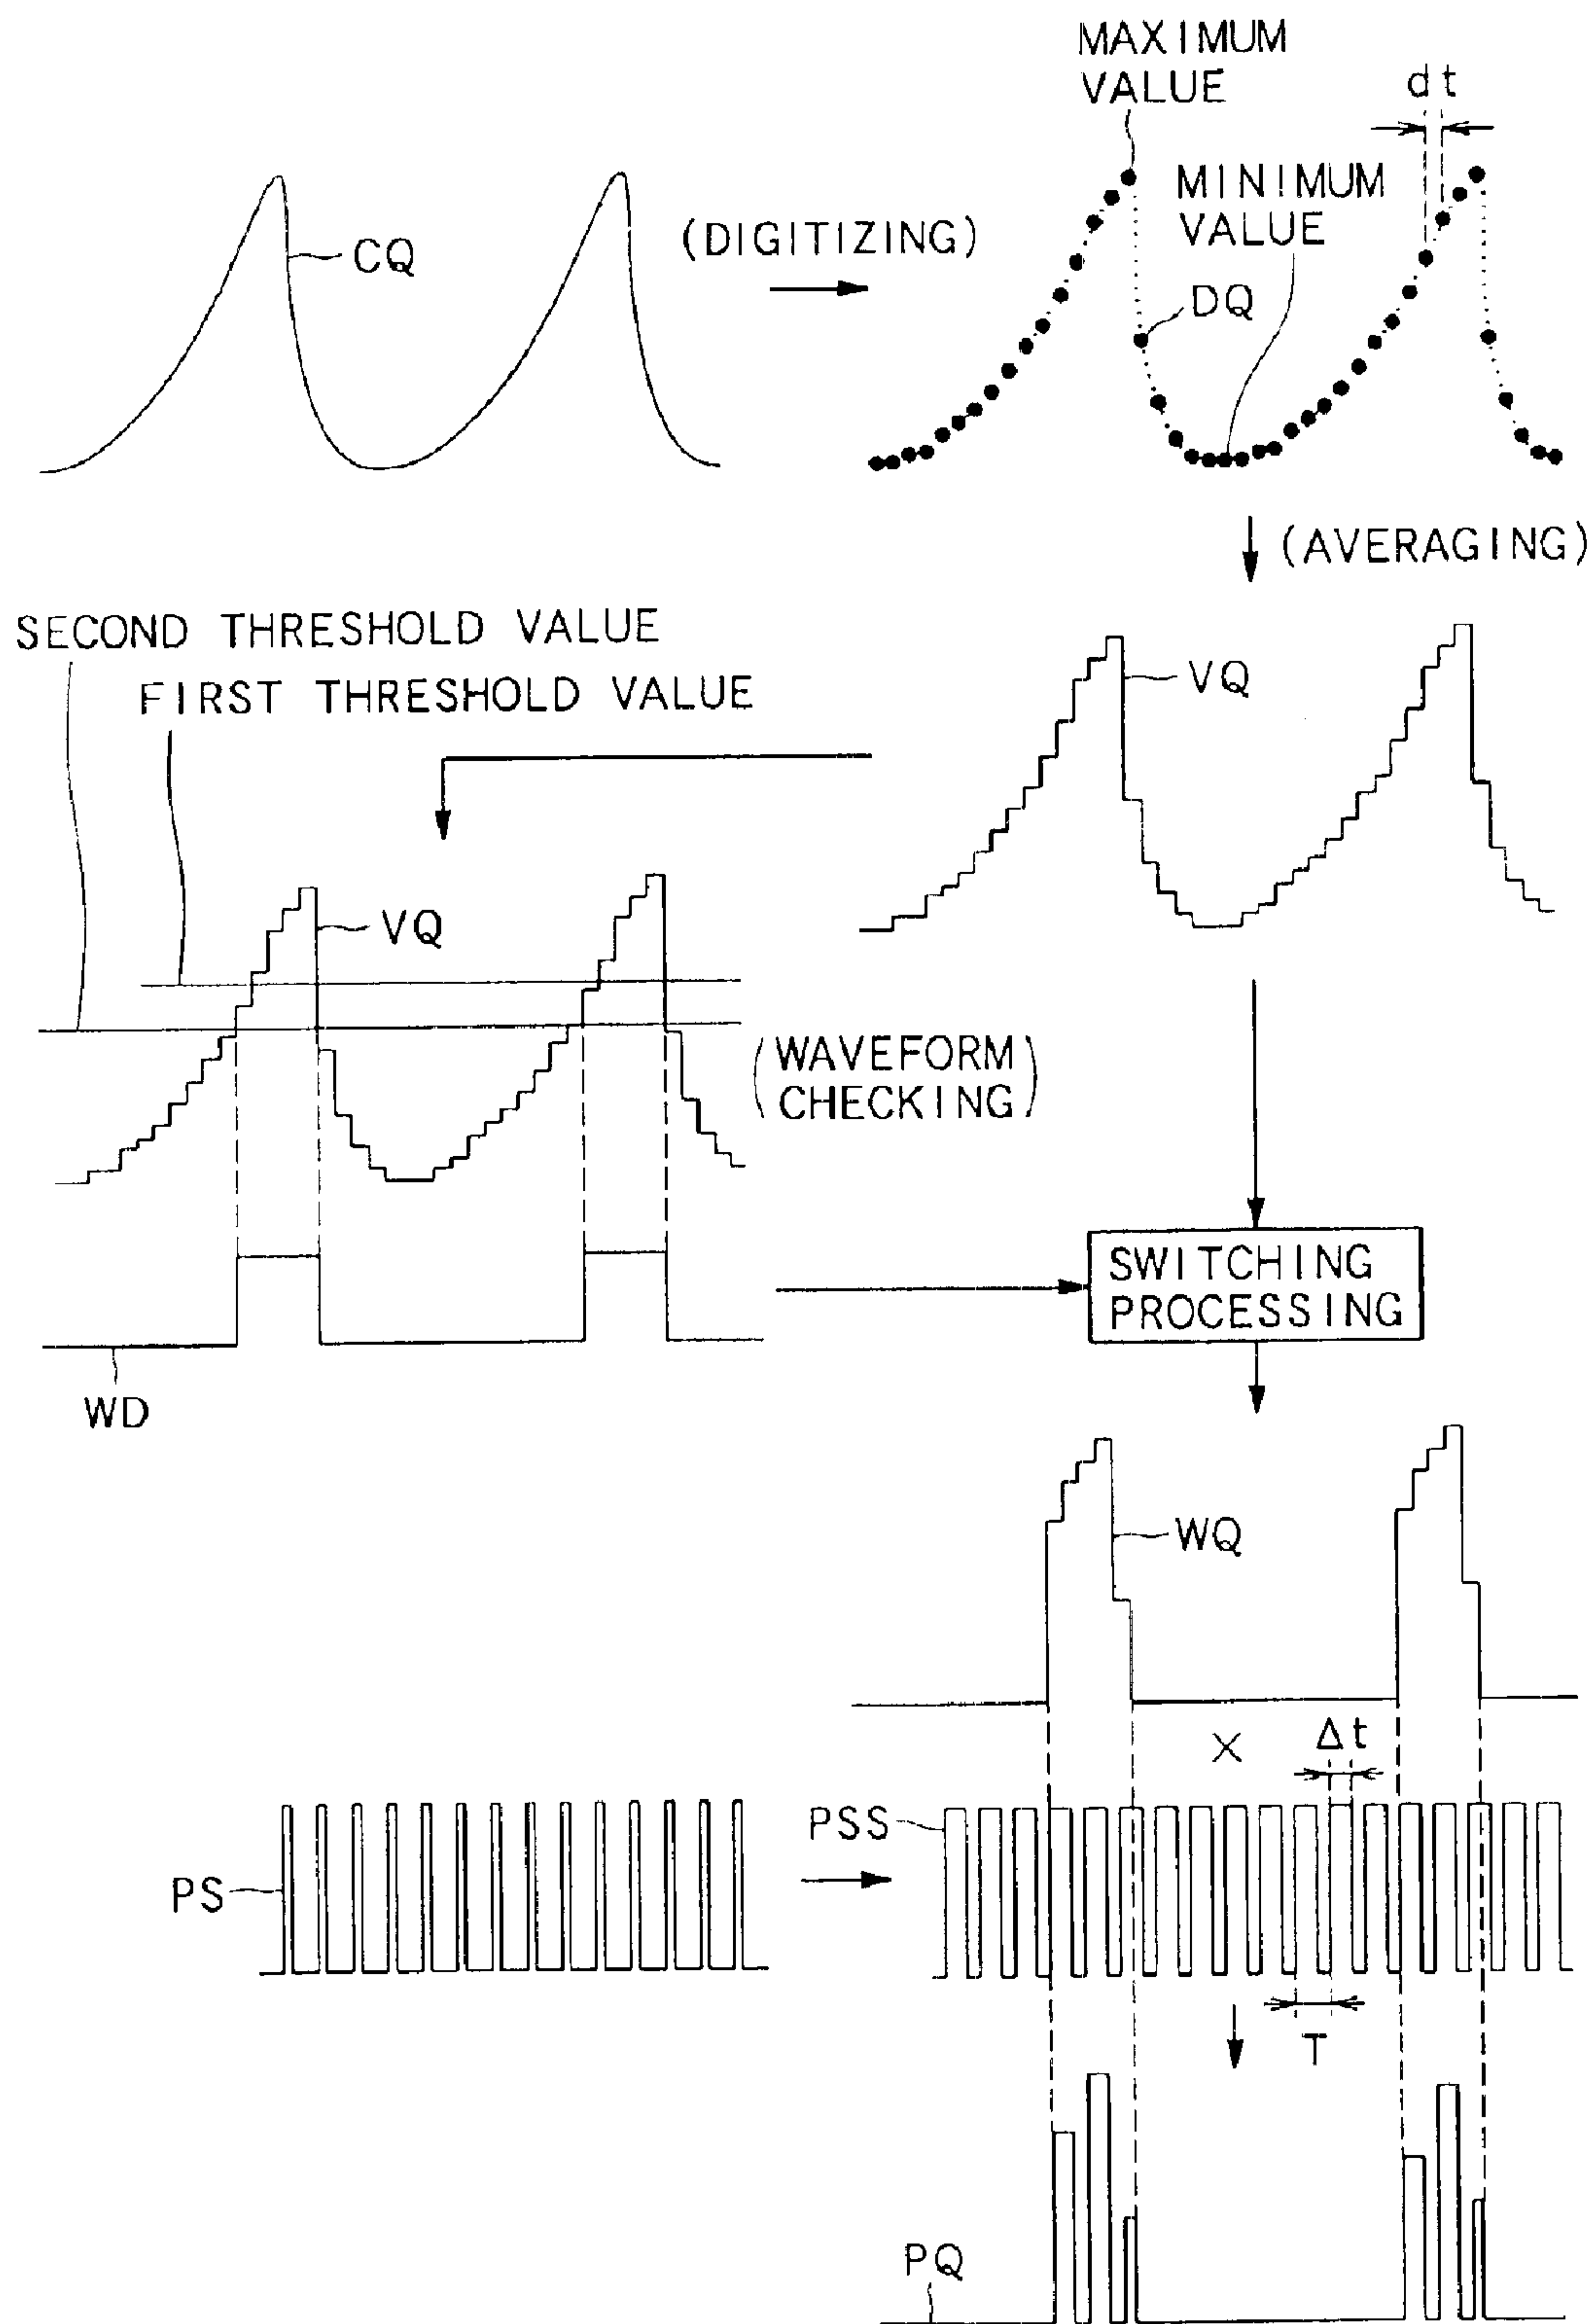 MAXIMUM
VALUE
dt
MINIMUM
VALUE
CQ
(DIGITIZING)
DQ
(AVERAGING)
SECOND THRESHOLD VALUE
FIRST THRESHOLD VALUE
VQ
VQ
(WAVEFORM
CHECKING)
SWITCHING
PROCESSING
WD
WQ
×
Δt
PSS
PS
T
PQ